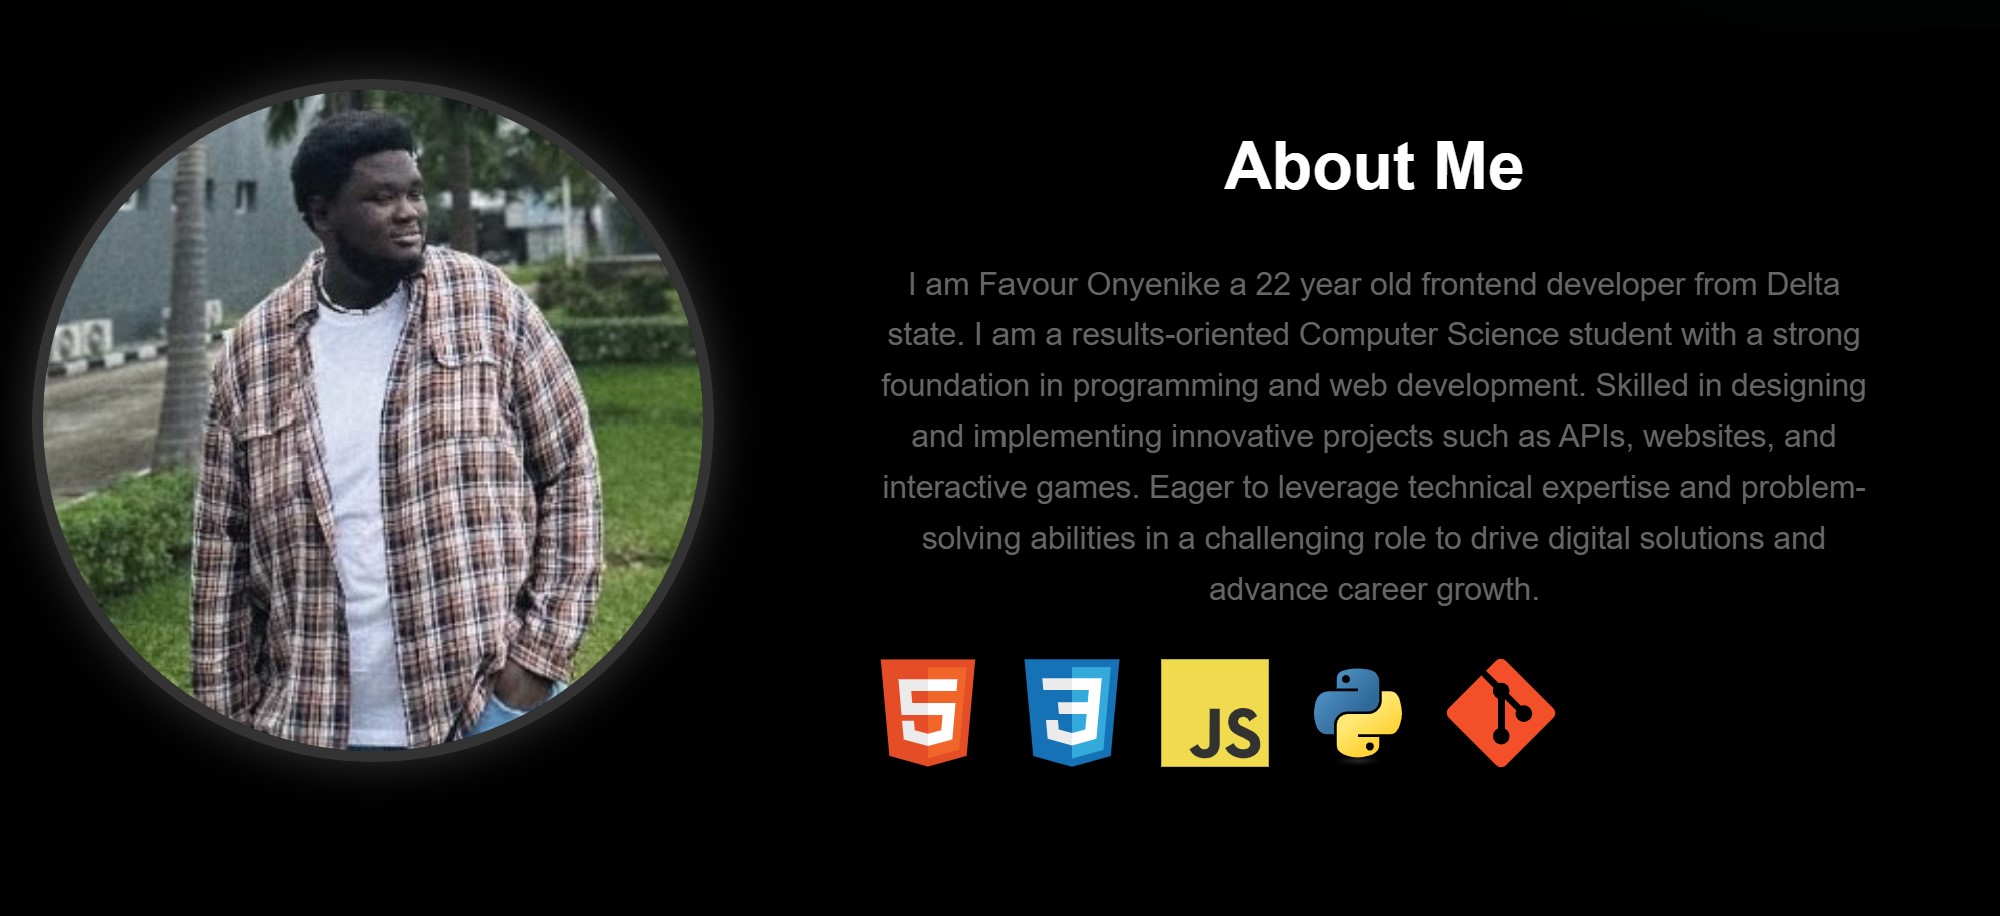 About Me
I am Favour Onyenike a 22 year old frontend developer from Delta
state. I am a results-oriented Computer Science student with a strong
foundation in programming and web development. Skilled in designing
and implementing innovative projects such as APIs, websites, and
interactive games. Eager to leverage technical expertise and problem-
solving abilities in a challenging role to drive digital solutions and
advance career growth.
5
3
JS